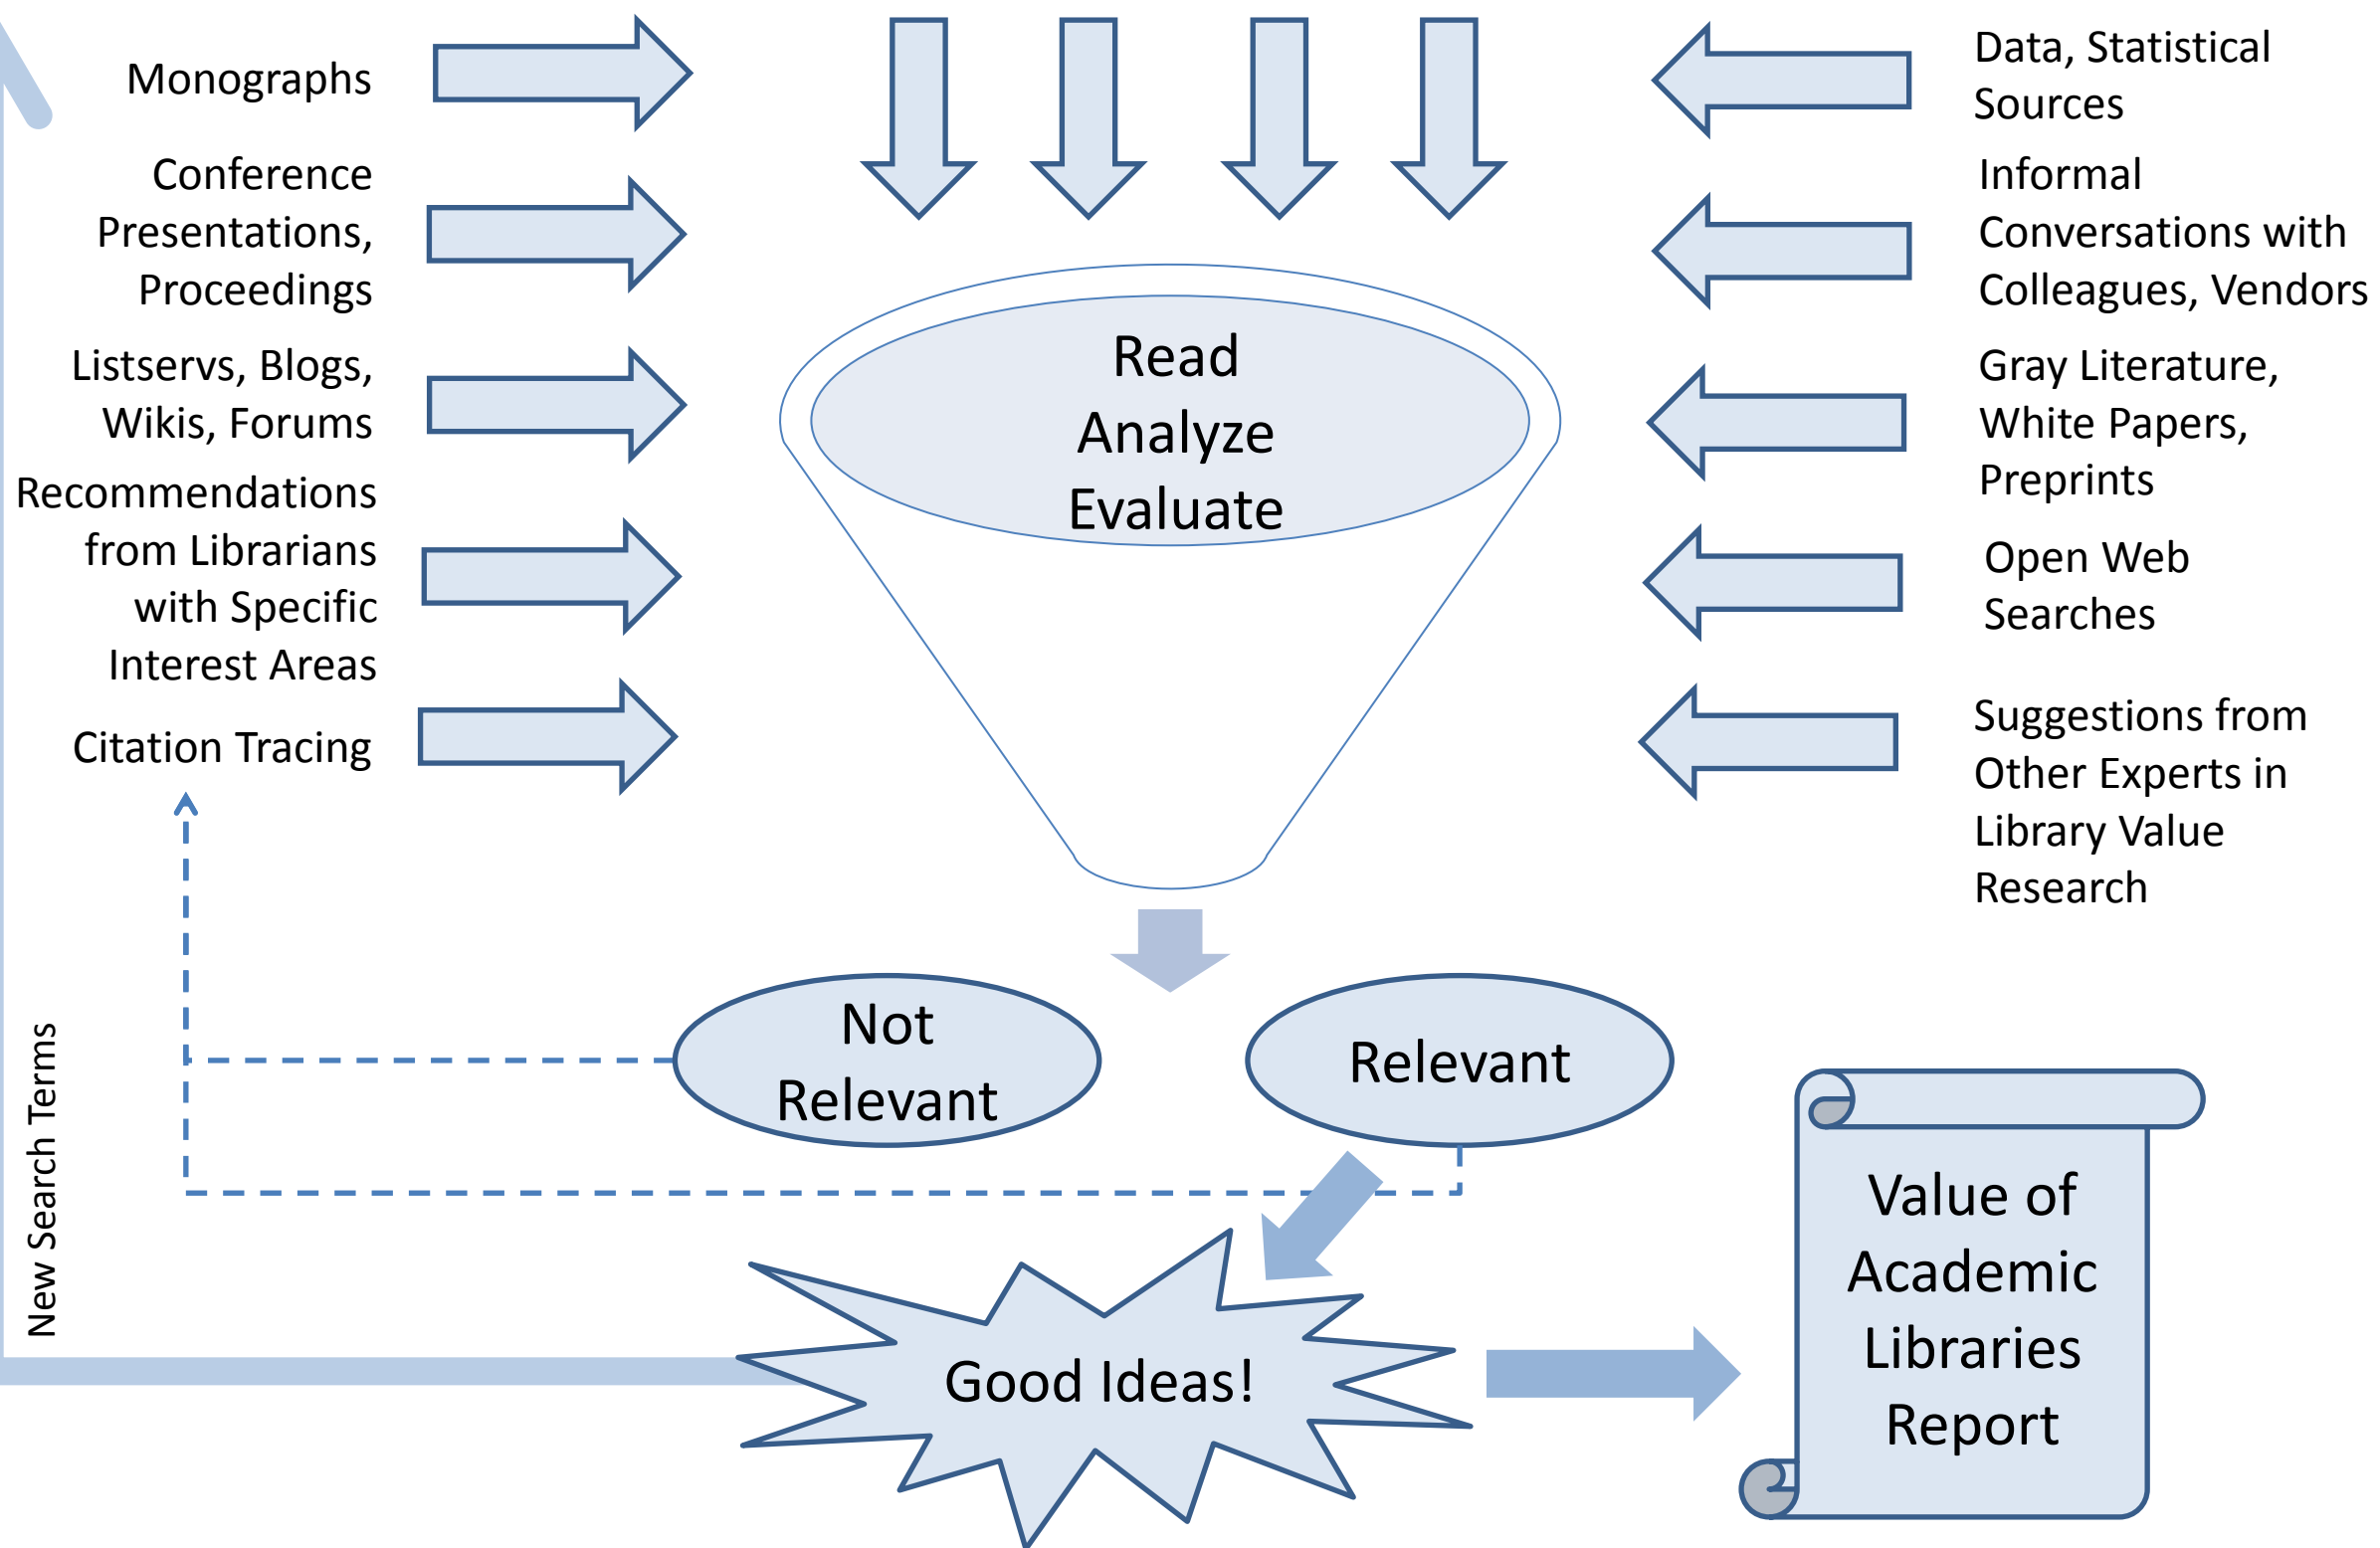 Monographs
Conference
Presentations,
Proceedings
Listservs, Blogs,
Wikis, Forums
Recommendations
from Librarians
with Specific
Interest Areas
Citation Tracing
Read
Analyze
Evaluate
Data, Statistical
Sources
Informal
Conversations with
Colleagues, Vendors
Gray Literature,
White Papers,
Preprints
Open Web
Searches
Suggestions from
Other Experts in
Library Value
Research
Not
Relevant
Relevant
New Search Terms
Good Ideas!
Value of
Academic
Libraries
Report